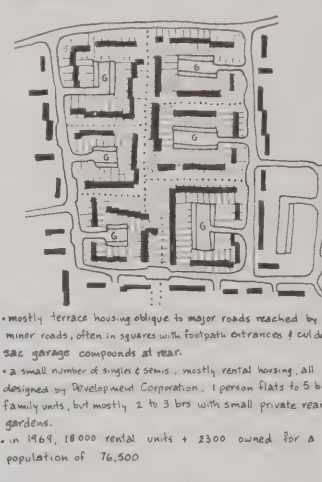 G
G
G
G
G
G
• mostly terrace housing oblique to major roads reached by
minor roads, often in squares with footpath entrances & cul de
sac garage compounds at rear.
• a small number of singles & semis, mostly rental housing, all
designed by Development Corporation. 1 person flats to 5 b
family units, but mostly 2 to 3 brs with small private rear
gardens.
• in 1969, 18 000 rental units + 2300 owned for a
population of 76,500